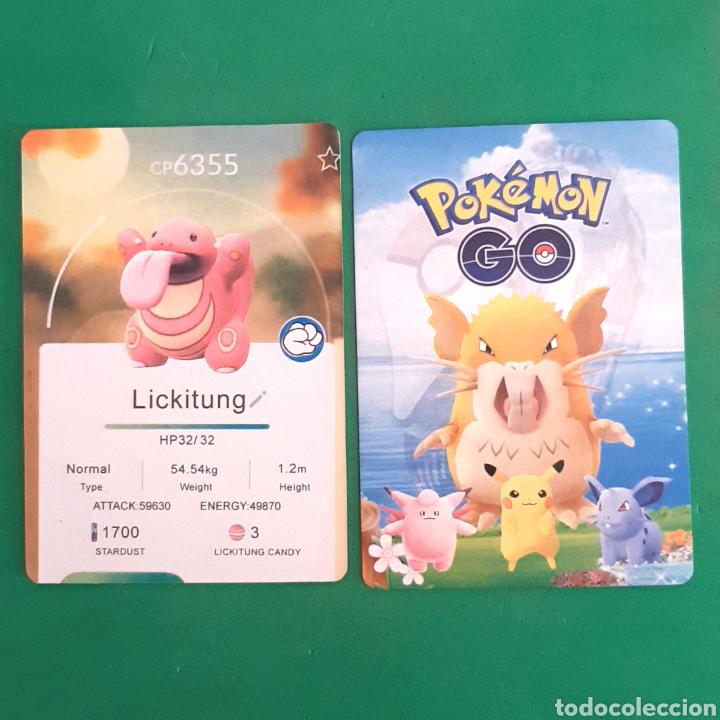 CP6355
Lickitung
HP32/ 32
Normal 54.54kg 1.2m
Type Weight Height
ATTACK:59630 ENERGY:49870
1700 3
STARDUST LICKITUNG CANDY
POKéMON
TM
GO
todocoleccion